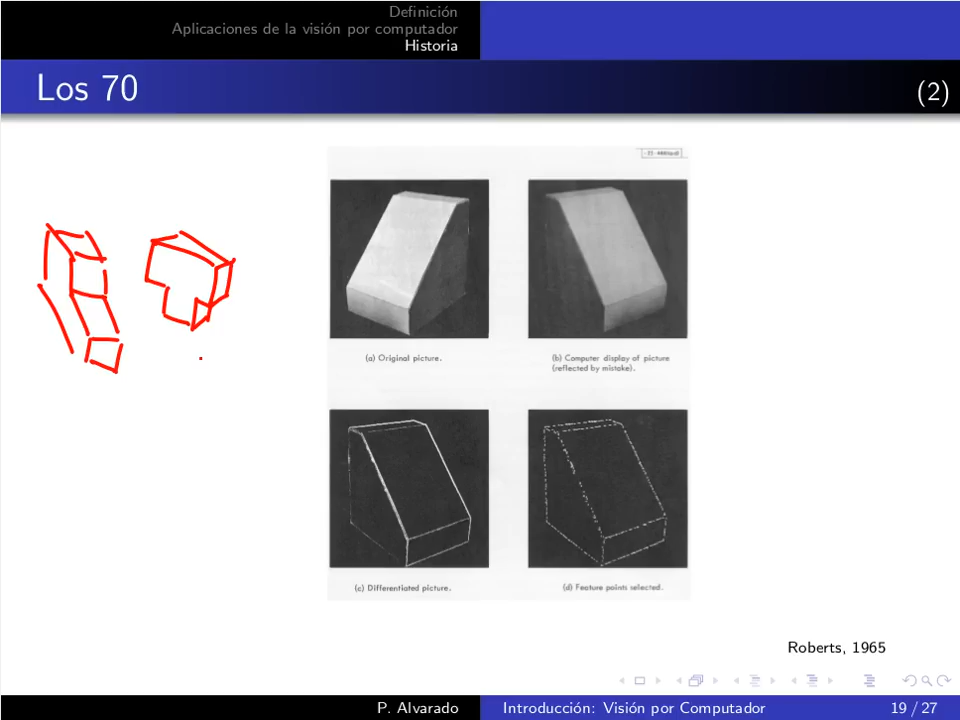 Definición
Aplicaciones de la visión por computador
Historia
Los 70
(2)
(a) Original picture.
(b) Computer display of picture
(reflected by mistake).
(c) Differentiated picture.
(d) Feature points selected.
Roberts, 1965
P. Alvarado
Introducción: Visión por Computador
19 / 27